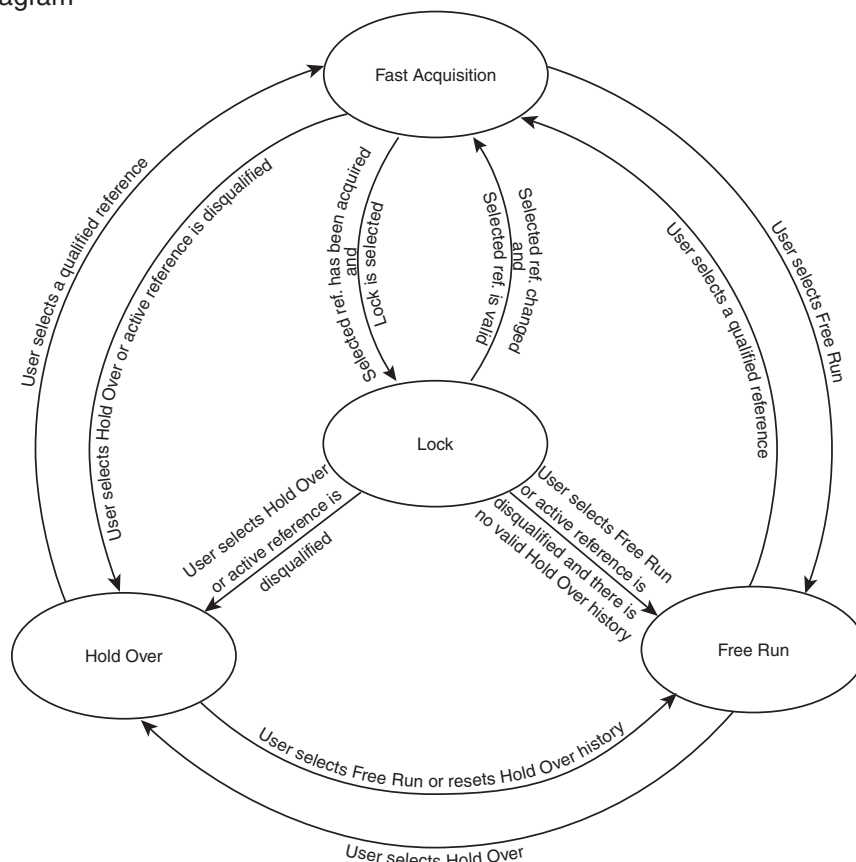 Fast Acquisition
User selects a qualified reference
User selects Hold Over or active reference is disqualified
Selected ref. has been acquired
and
Lock is selected
Selected ref. is valid
and
Selected ref. changed
User selects a qualified reference
User selects Free Run
Lock
User selects Hold Over
or active reference is
disqualified
User selects Free Run
or active reference is
disqualified and there is
no valid Hold Over history
Hold Over
Free Run
User selects Free Run or resets Hold Over history
User selects Hold Over